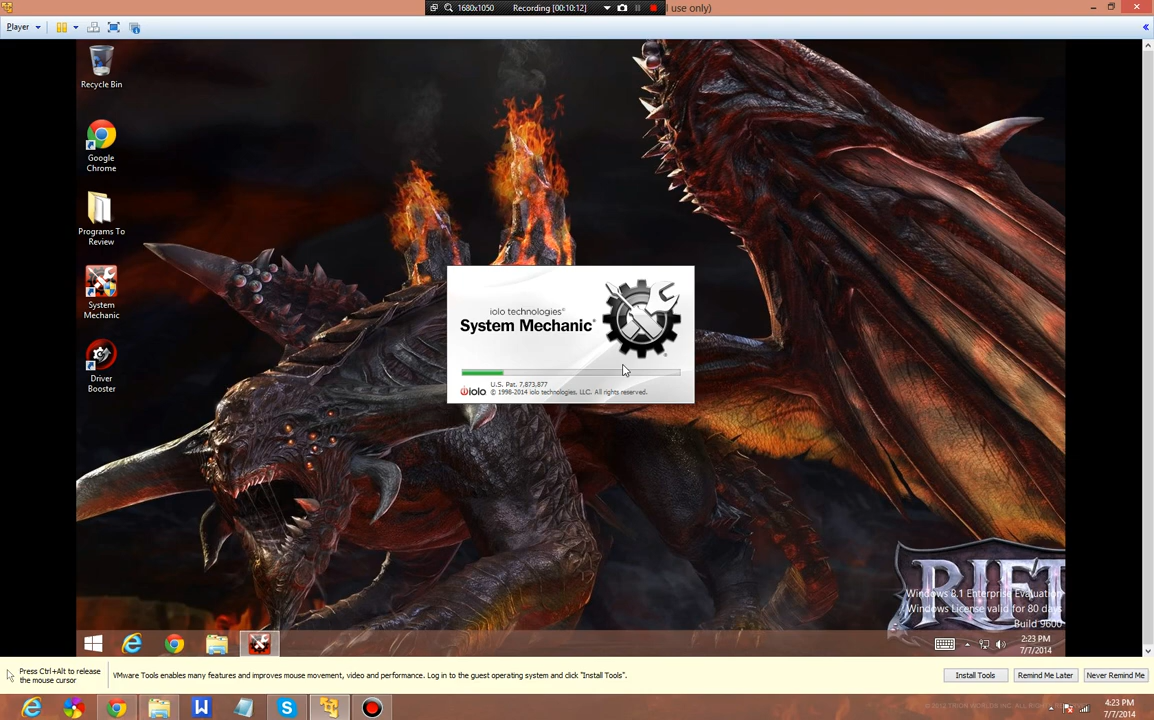 1680x1050
Recording [00:10:12]
l use only)
Player
Recycle Bin
Google
Chrome
Programs To
Review
System
Mechanic
Driver
Booster
iolo technologies®
System Mechanic®
iolo
U.S. Pat. 7,873,877
© 1998-2014 iolo technologies, LLC. All rights reserved.
RIFT
Windows 8.1 Enterprise Evaluation
Windows License valid for 80 days
Build 9600
2:23 PM
7/7/2014
Press Ctrl+Alt to release
the mouse cursor
VMware Tools enables many features and improves mouse movement, video and performance. Log in to the guest operating system and click "Install Tools".
Install Tools
Remind Me Later
Never Remind Me
4:23 PM
7/7/2014